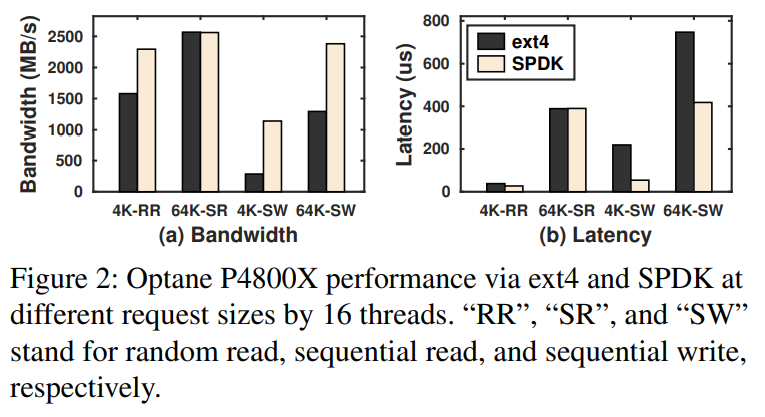 Bandwidth (MB/s)
2500
2000
1500
1000
500
0
4K-RR 64K-SR 4K-SW 64K-SW
(a) Bandwidth
Latency (us)
800
600
400
200
0
ext4
SPDK
4K-RR 64K-SR 4K-SW 64K-SW
(b) Latency
Figure 2: Optane P4800X performance via ext4 and SPDK at
different request sizes by 16 threads. “RR”, “SR”, and “SW”
stand for random read, sequential read, and sequential write,
respectively.